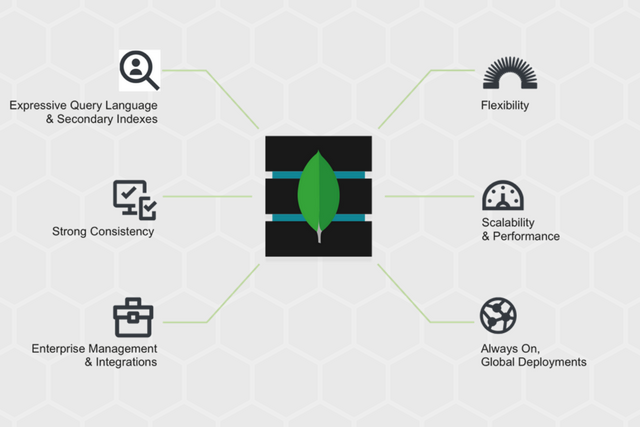 Expressive Query Language
& Secondary Indexes
Strong Consistency
Enterprise Management
& Integrations
Flexibility
Scalability
& Performance
Always On,
Global Deployments